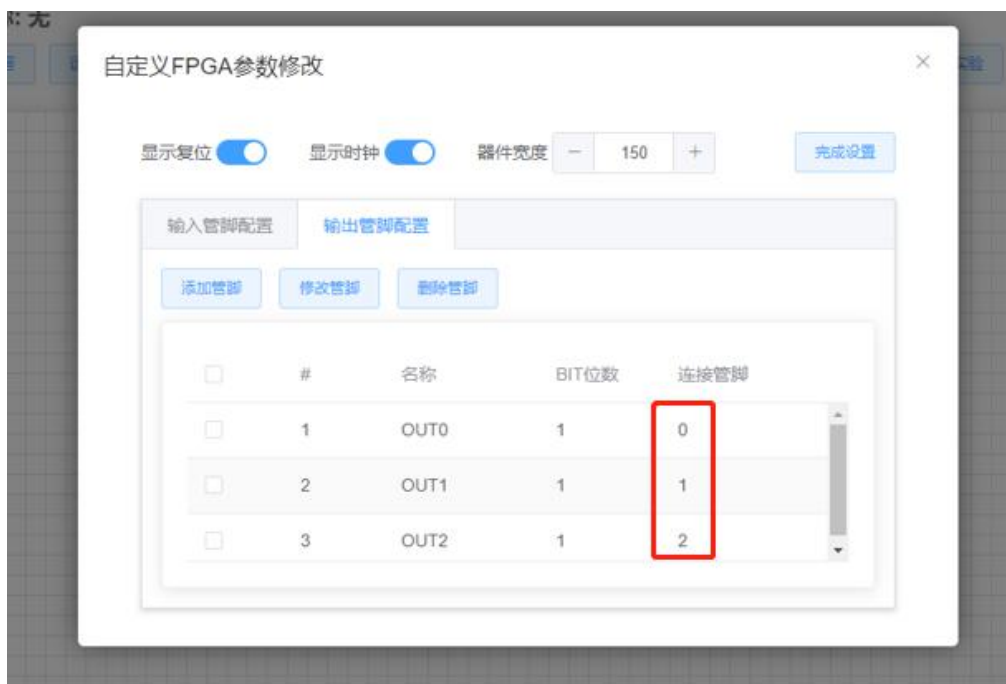 : 无
自定义FPGA参数修改 ×
显示复位 显示时钟 器件宽度 − 150 + 完成设置
输入管脚配置 输出管脚配置
添加管脚 修改管脚 删除管脚
# 名称 BIT位数 连接管脚
1 OUT0 1 0
2 OUT1 1 1
3 OUT2 1 2